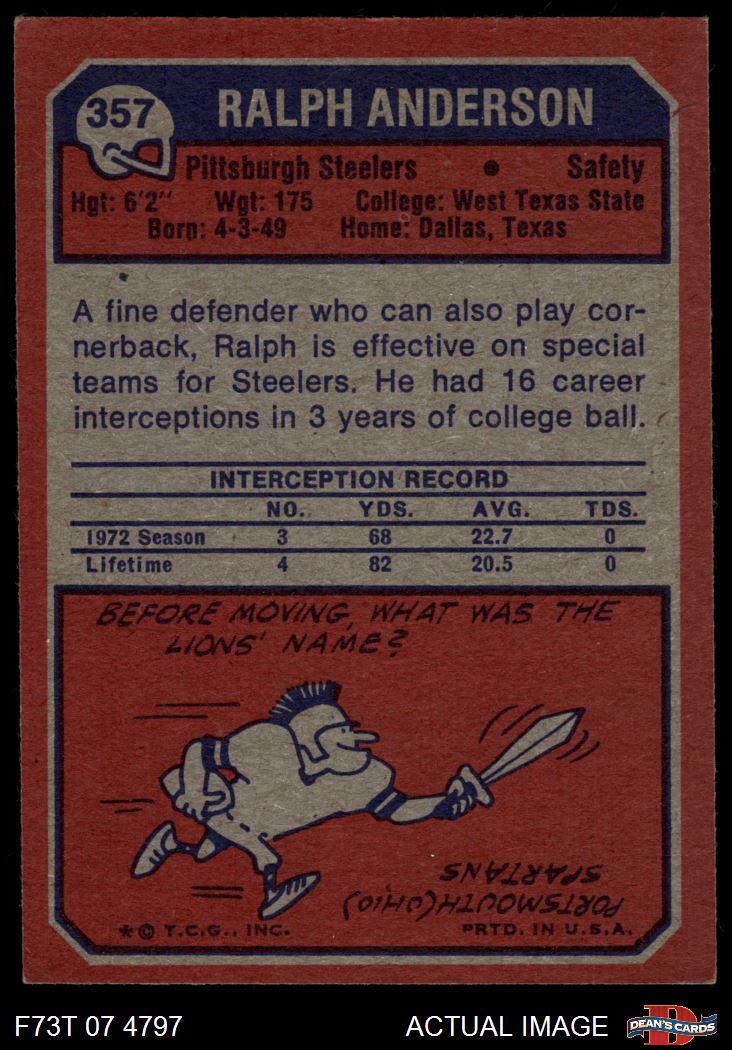 357
RALPH ANDERSON
Pittsburgh Steelers • Safety
Hgt: 6'2" Wgt: 175 College: West Texas State
Born: 4-3-49 Home: Dallas, Texas
A fine defender who can also play cor-
nerback, Ralph is effective on special
teams for Steelers. He had 16 career
interceptions in 3 years of college ball.
INTERCEPTION RECORD
NO. YDS. AVG. TDS.
1972 Season 3 68 22.7 0
Lifetime 4 82 20.5 0
BEFORE MOVING, WHAT WAS THE
LIONS' NAME?
PORTSMOUTH (OHIO)
SPARTANS
* © T.C.G., INC. PRTD. IN U.S.A.
F73T 07 4797 ACTUAL IMAGE
D
DEAN'S CARDS